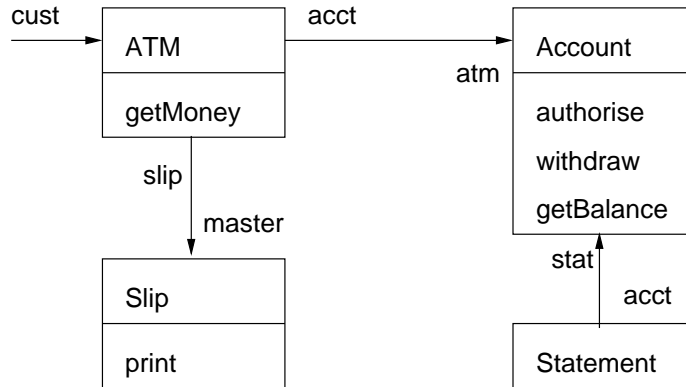 cust
acct
ATM
Account
atm
getMoney
authorise
withdraw
getBalance
slip
master
stat
acct
Slip
print
Statement